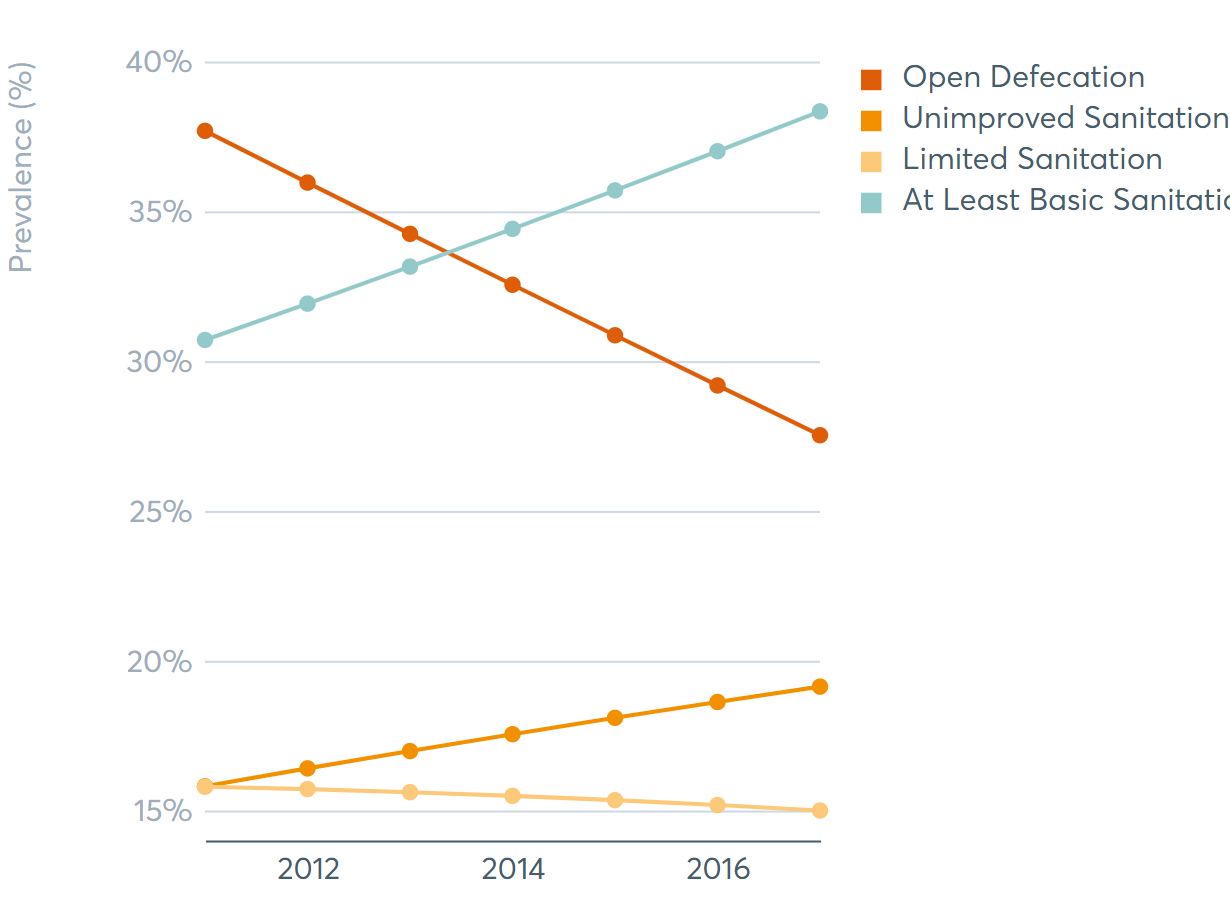 Prevalence (%)
40%
35%
30%
25%
20%
15%
2012
2014
2016
Open Defecation
Unimproved Sanitation
Limited Sanitation
At Least Basic Sanitatio